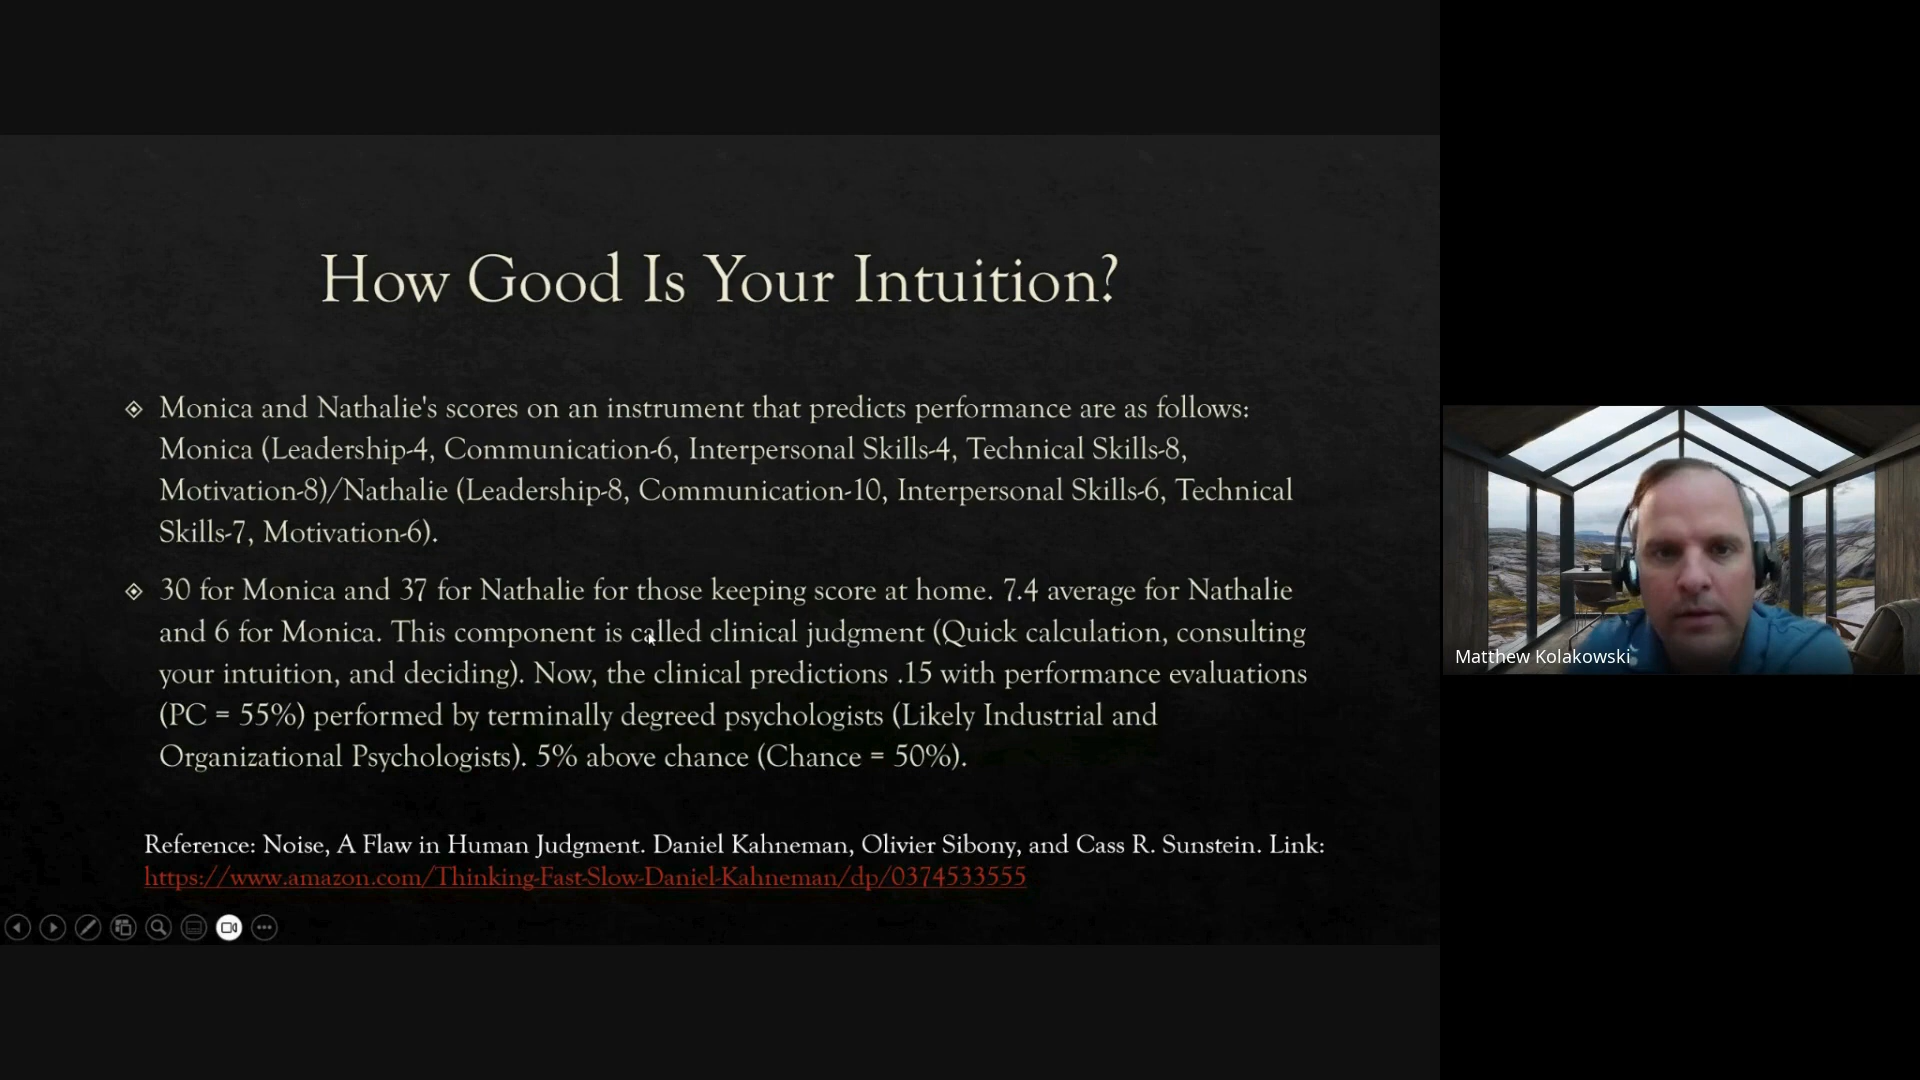 How Good Is Your Intuition?
Monica and Nathalie's scores on an instrument that predicts performance are as follows:
Monica (Leadership-4, Communication-6, Interpersonal Skills-4, Technical Skills-8,
Motivation-8)/Nathalie (Leadership-8, Communication-10, Interpersonal Skills-6, Technical
Skills-7, Motivation-6).
30 for Monica and 37 for Nathalie for those keeping score at home. 7.4 average for Nathalie
and 6 for Monica. This component is called clinical judgment (Quick calculation, consulting
your intuition, and deciding). Now, the clinical predictions .15 with performance evaluations
(PC = 55%) performed by terminally degreed psychologists (Likely Industrial and
Organizational Psychologists). 5% above chance (Chance = 50%).
Reference: Noise, A Flaw in Human Judgment. Daniel Kahneman, Olivier Sibony, and Cass R. Sunstein. Link:
https://www.amazon.com/Thinking-Fast-Slow-Daniel-Kahneman/dp/0374533555
Matthew Kolakowski